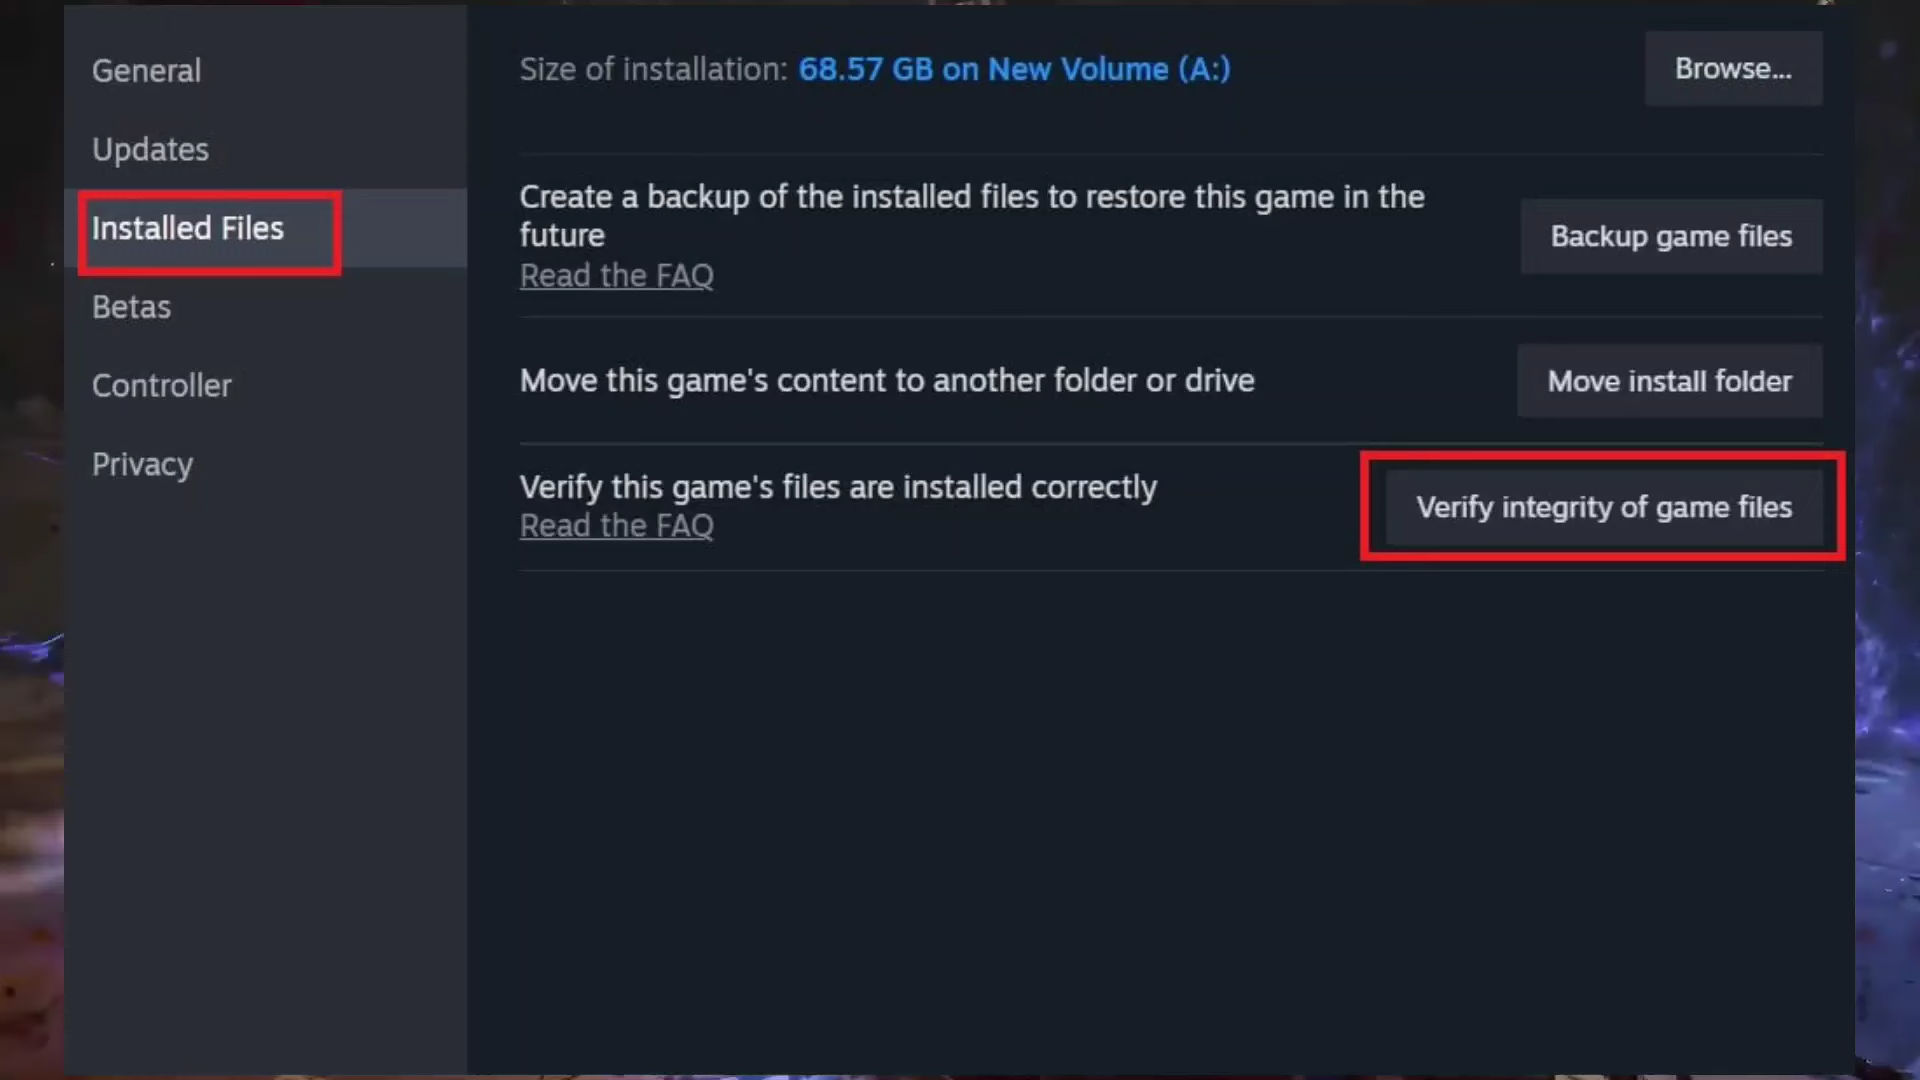 General
Updates
Installed Files
Betas
Controller
Privacy
Size of installation: 68.57 GB on New Volume (A:)
Browse...
Create a backup of the installed files to restore this game in the
future
Read the FAQ
Backup game files
Move this game's content to another folder or drive
Move install folder
Verify this game's files are installed correctly
Read the FAQ
Verify integrity of game files